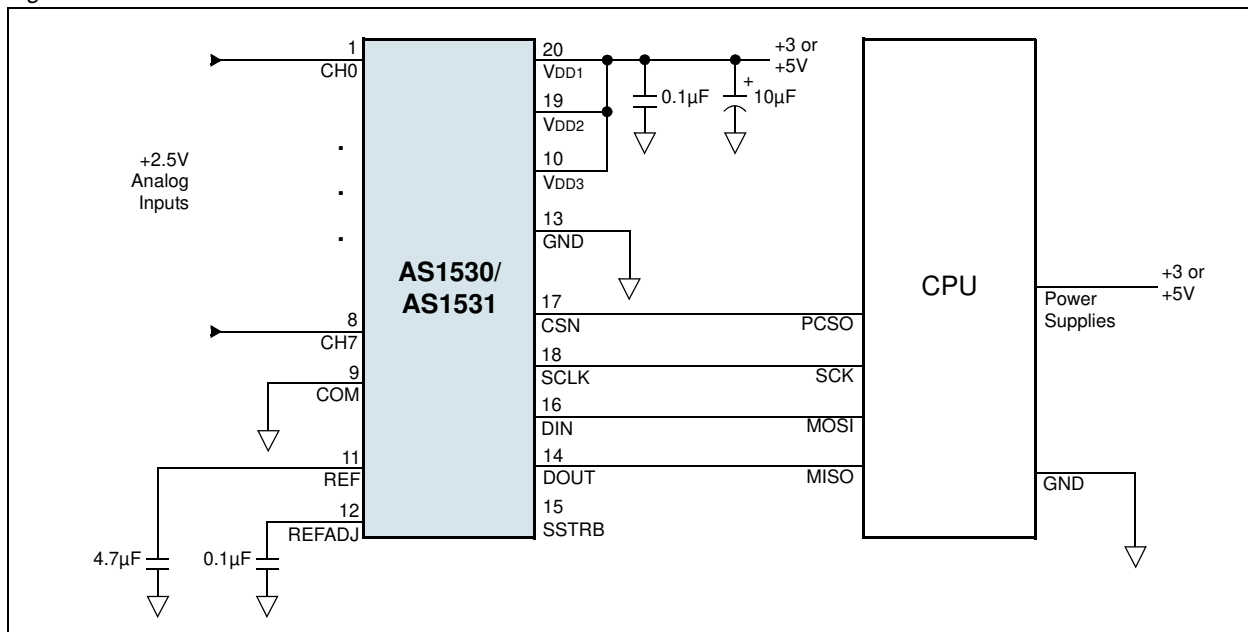 1
CH0
+2.5V
Analog
Inputs
8
CH7
9
COM
11
REF
12
REFADJ
4.7µF
0.1µF
AS1530/
AS1531
20
VDD1
19
VDD2
10
VDD3
13
GND
17
CSN
18
SCLK
16
DIN
14
DOUT
15
SSTRB
0.1µF
+
10µF
+3 or
+5V
CPU
PCSO
SCK
MOSI
MISO
Power
Supplies
+3 or
+5V
GND